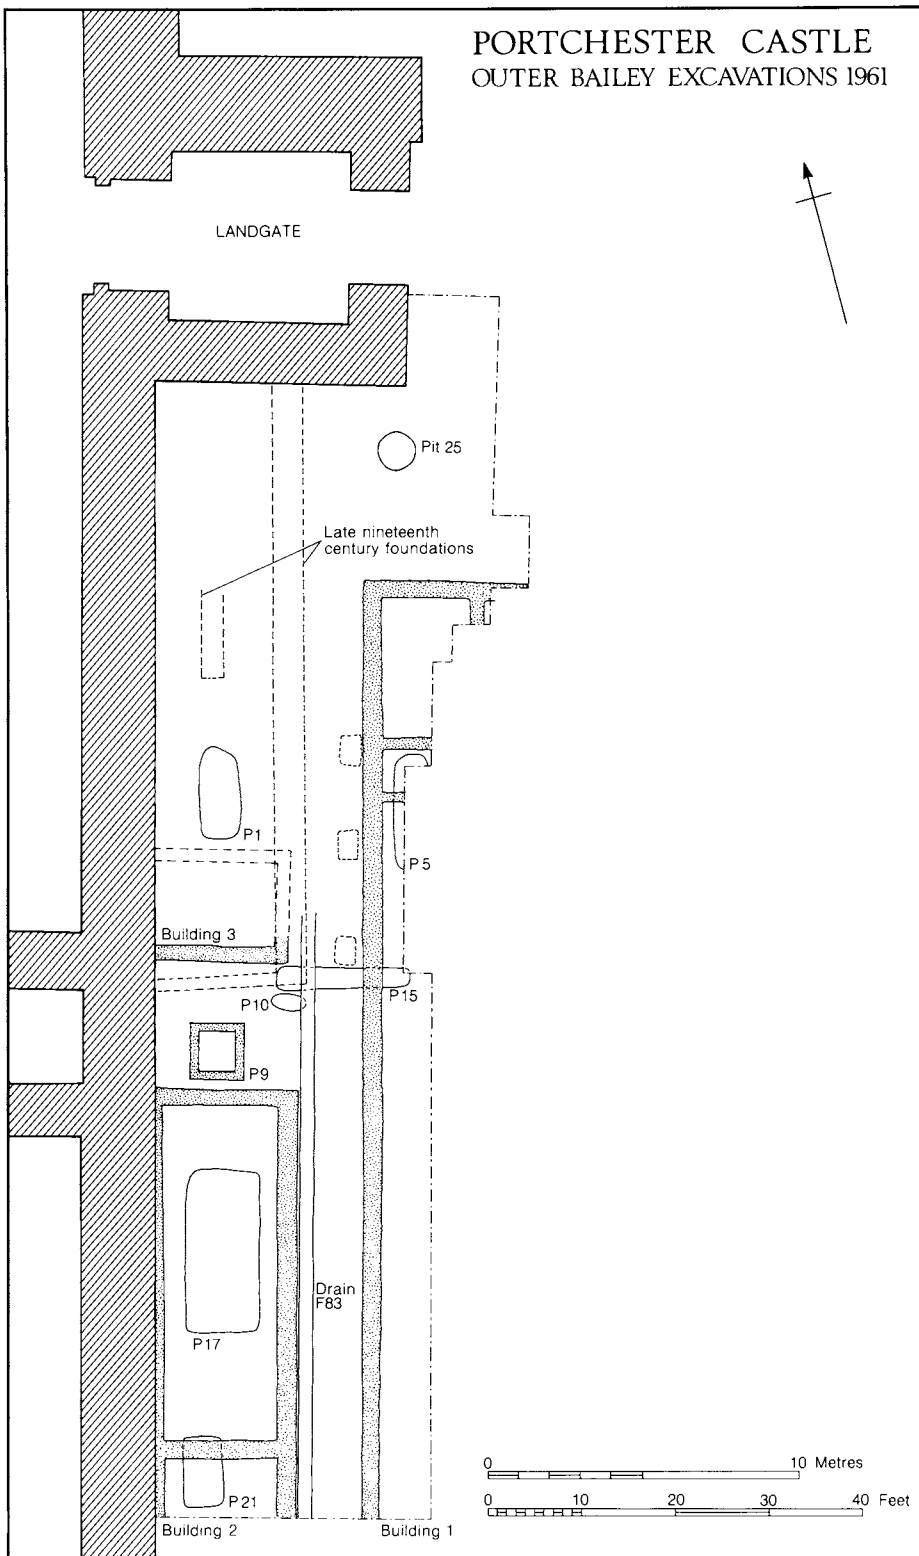 PORTCHESTER CASTLE
OUTER BAILEY EXCAVATIONS 1961
LANDGATE
Pit 25
Late nineteenth
century foundations
P1
P5
Building 3
P10
P15
P9
Drain
F83
P17
P21
Building 2
Building 1
0 10 Metres
0 10 20 30 40 Feet